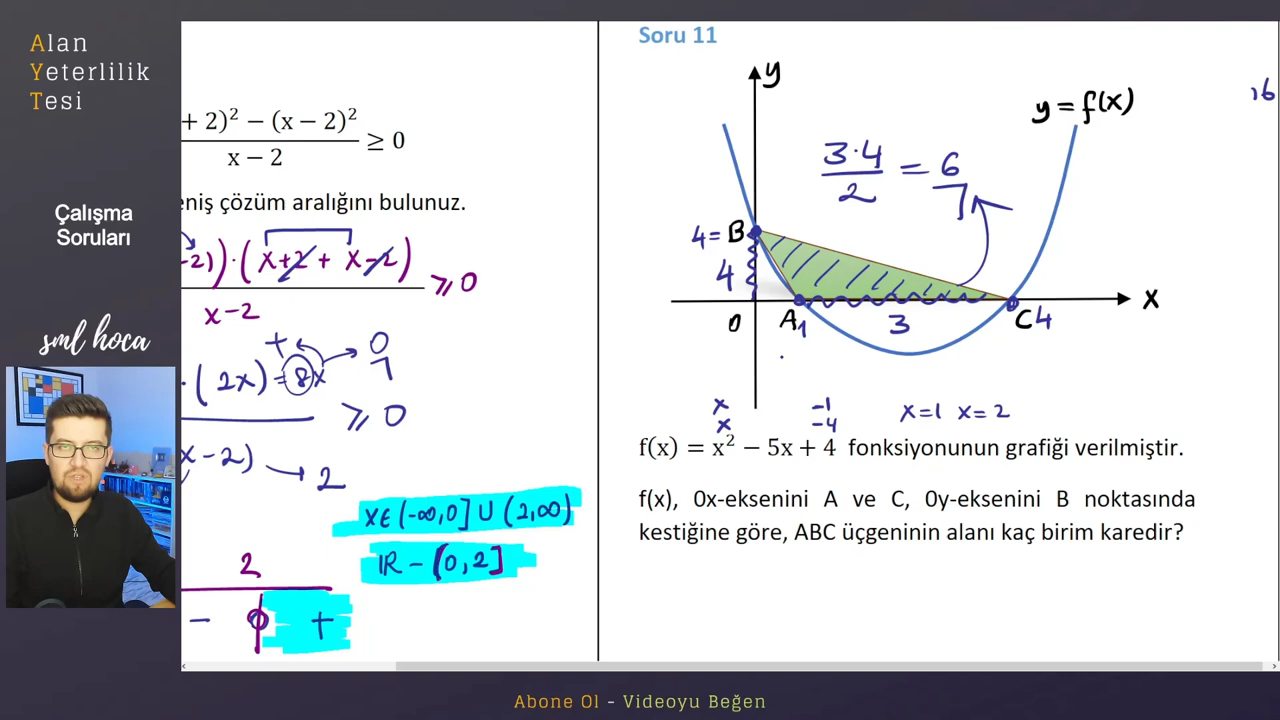 Alan
Yeterlilik
Tesi
Çalışma
Soruları
sml hoca
+ 2)² − (x − 2)²
x − 2
≥ 0
eniş çözüm aralığını bulunuz.
-2))·(x+2 + x-2)
≥ 0
x-2
+
0
·(2x) = 8x
≥ 0
x-2)
2
x∈(-∞,0] ∪ (2,∞)
IR - (0,2]
2
- +
Soru 11
y
y = f(x)
16
3·4
2
= 6
4= B
4
0 A 1 3 C 4
x
x -1 x=1 x=2
x -4
f(x) = x² − 5x + 4 fonksiyonunun grafiği verilmiştir.
f(x), 0x-eksenini A ve C, 0y-eksenini B noktasında
kestiğine göre, ABC üçgeninin alanı kaç birim karedir?
Abone Ol - Videoyu Beğen